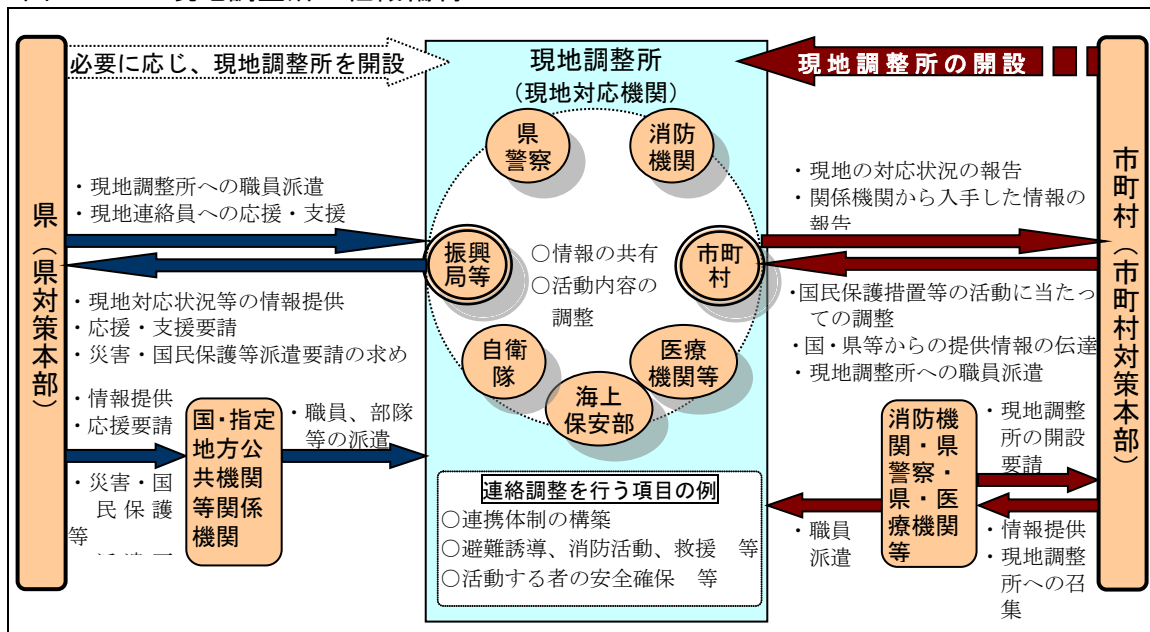 必要に応じ、現地調整所を開設
現地調整所
(現地対応機関)
現地調整所の開設
県(県対策本部)
市町村(市町村対策本部)
県
警察
消防
機関
振興
局等
市町
村
自衛
隊
医療
機関等
海上
保安部
○情報の共有
○活動内容の
調整
・現地調整所への職員派遣
・現地連絡員への応援・支援
・現地対応状況等の情報提供
・応援・支援要請
・災害・国民保護等派遣要請の求め
・情報提供
・応援要請
・災害・国
民保護
等
国・指定
地方公
共機関
等関係
機関
・職員、部隊
等の派遣
・現地の対応状況の報告
・関係機関から入手した情報の
報告
・国民保護措置等の活動に当たっ
ての調整
・国・県等からの提供情報の伝達
・現地調整所への職員派遣
消防機
関・県
警察・
県・医
療機関
等
・現地調整
所の開設
要請
・職員
派遣
・情報提供
・現地調整
所への召
集
連絡調整を行う項目の例
○連携体制の構築
○避難誘導、消防活動、救援 等
○活動する者の安全確保 等